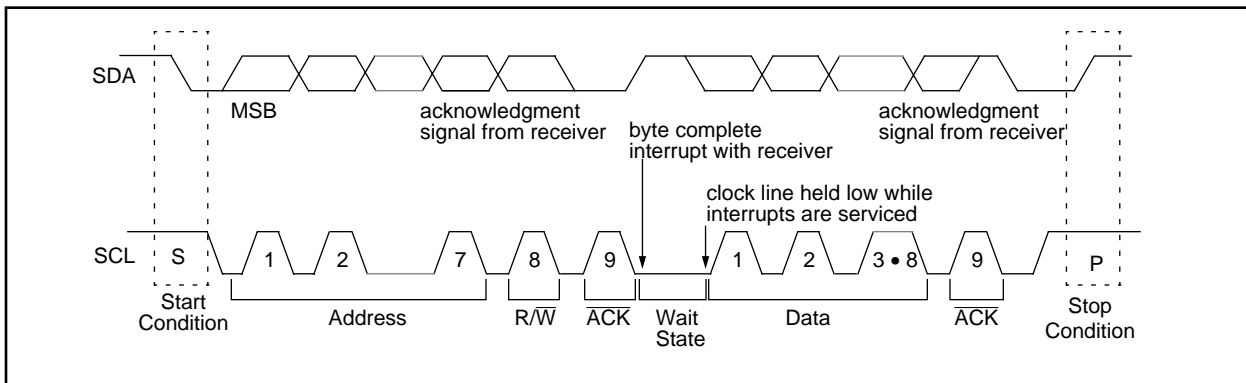 SDA
MSB
acknowledgment
signal from receiver
byte complete
interrupt with receiver
acknowledgment
signal from receiver
clock line held low while
interrupts are serviced
SCL
S
1
2
7
8
9
1
2
3 • 8
9
P
Start
Condition
Address
R/W̅
A̅C̅K̅
Wait
State
Data
A̅C̅K̅
Stop
Condition